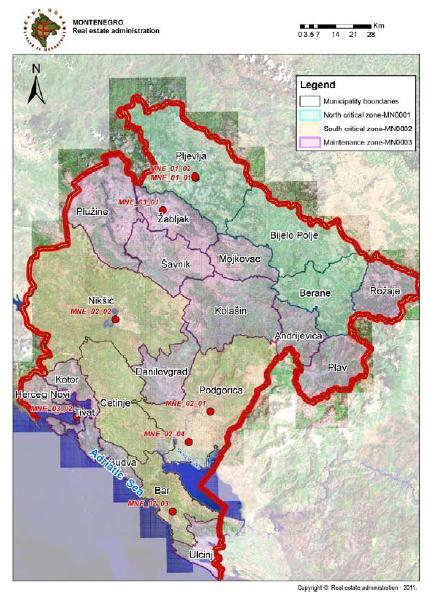 MONTENEGRO
Real estate administration
Km
0 3.5 7 14 21 28
N
Legend
Municipality boundaries
North critical zone-MN0001
South critical zone-MN0002
Maintenance zone-MN0003
Pljevlja
MNE_01_02
MNE_01_01
Plužine
MNE_03_01
Žabljak
Bijelo Polje
Šavnik
Mojkovac
Nikšić
MNE_02_02
Kolašin
Berane
Rožaje
Andrijevica
Plav
Danilovgrad
Kotor
Herceg Novi
Cetinje
Podgorica
MNE_02_01
MNE_03_02
Tivat
MNE_02_04
Budva
Adriatic Sea
Bar
Ulcinj
Copyright © Real estate administration - 2011.